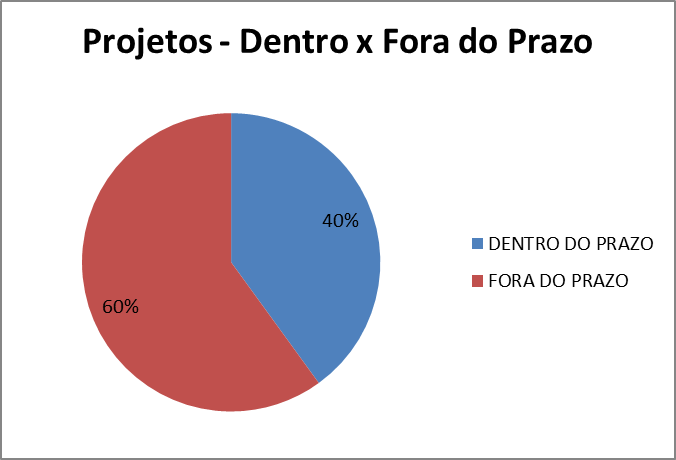 Projetos - Dentro x Fora do Prazo
40%
DENTRO DO PRAZO
FORA DO PRAZO
60%